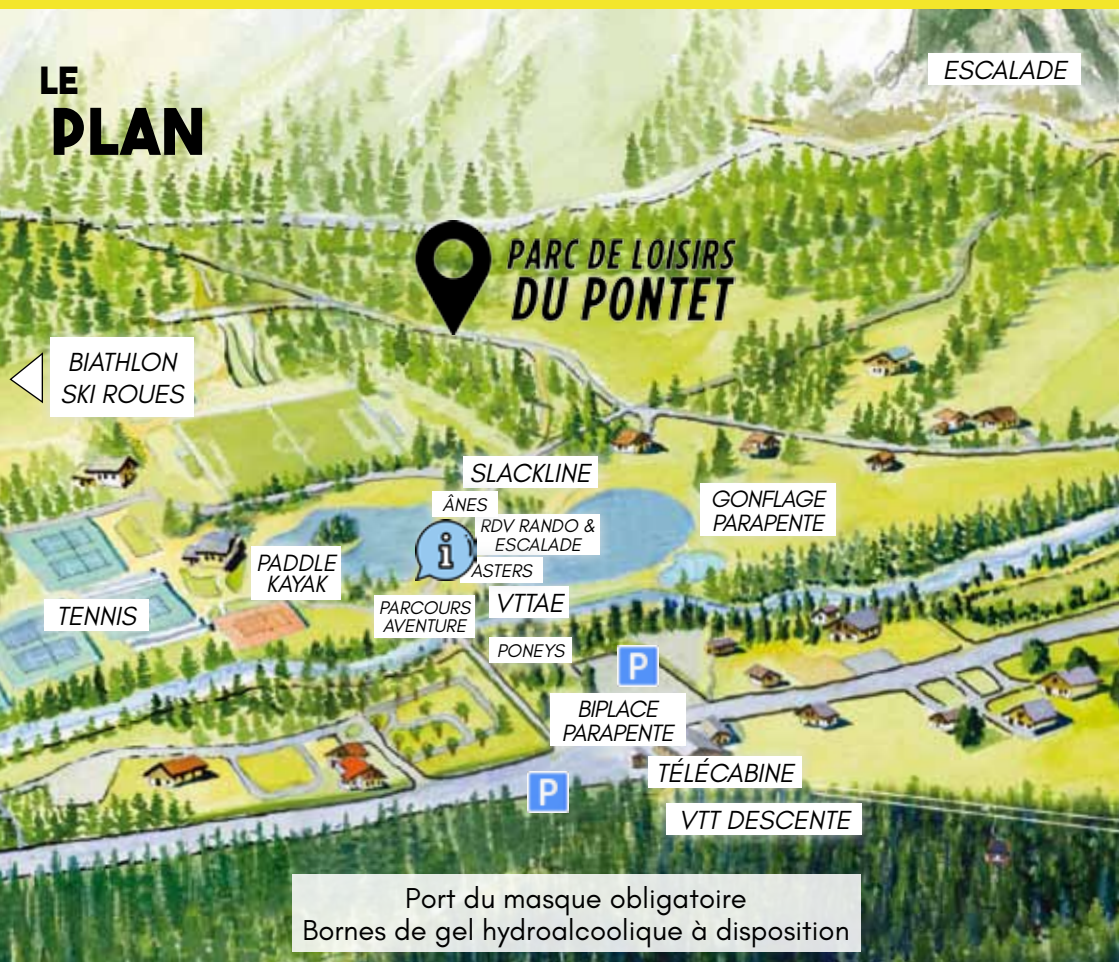 LE
PLAN
ESCALADE
PARC DE LOISIRS
DU PONTET
BIATHLON
SKI ROUES
SLACKLINE
ÂNES
RDV RANDO &
ESCALADE
i
ASTERS
GONFLAGE
PARAPENTE
PADDLE
KAYAK
TENNIS
PARCOURS
AVENTURE
VTTAE
PONEYS
P
BIPLACE
PARAPENTE
TÉLÉCABINE
P
VTT DESCENTE
Port du masque obligatoire
Bornes de gel hydroalcoolique à disposition